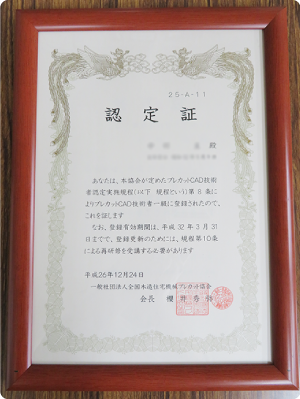 25-A-11
認定証
殿
あなたは、本協会が定めたプレカットCAD技術
者認定実施規程(以下 規程という)第8条に
よりプレカットCAD技術者一級に登録されたので、
これを証します
なお、登録有効期間は、平成32年3月31
日までで、登録更新のためには、規程第10条
による再研修を受講する必要があります
平成26年12月24日
一般社団法人全国木造住宅機械プレカット協会
会長